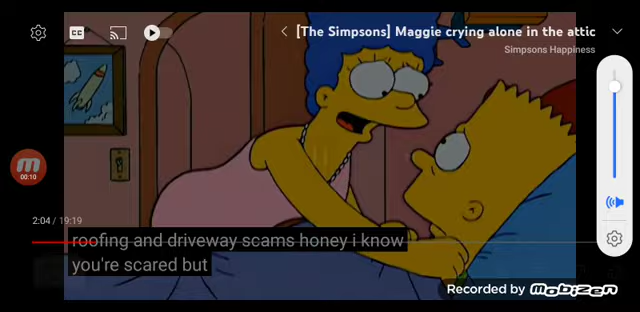 CC
[The Simpsons] Maggie crying alone in the attic
Simpsons Happiness
00:10
2:04 / 19:19
roofing and driveway scams honey i know
you're scared but
Recorded by MOBIZEN